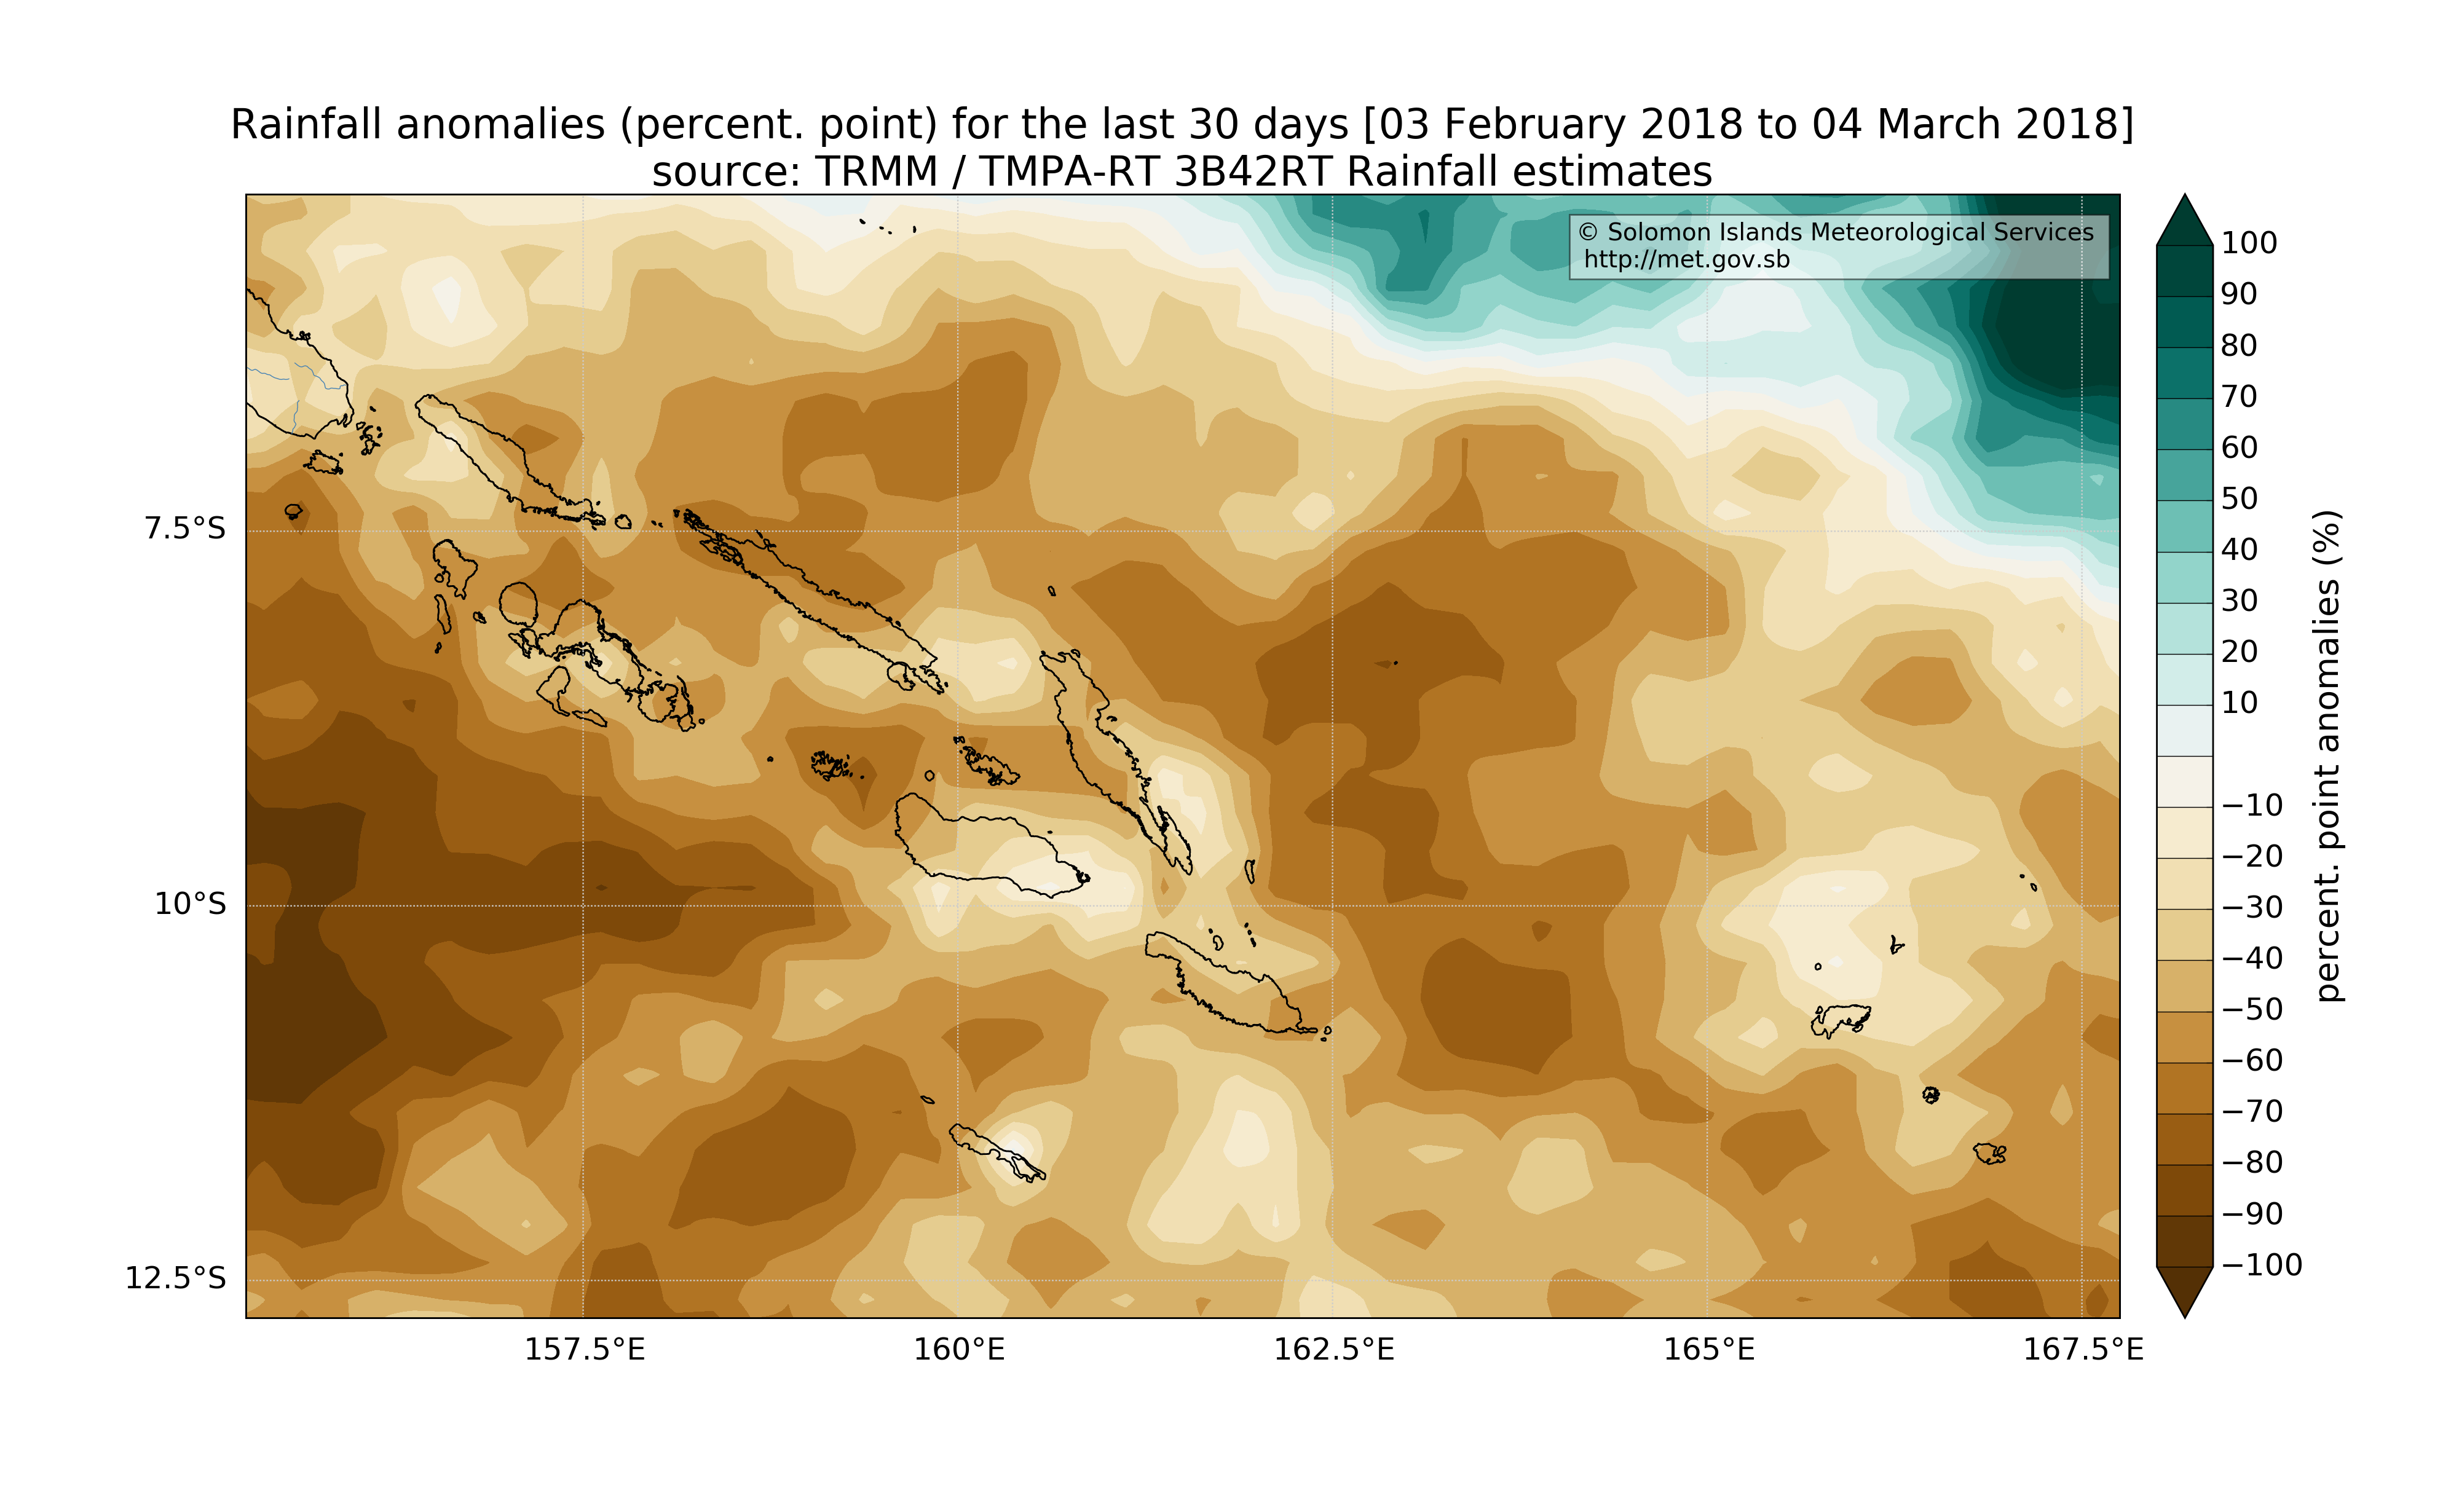 Rainfall anomalies (percent. point) for the last 30 days [03 February 2018 to 04 March 2018]
source: TRMM / TMPA-RT 3B42RT Rainfall estimates
© Solomon Islands Meteorological Services
http://met.gov.sb
7.5°S
10°S
12.5°S
157.5°E
160°E
162.5°E
165°E
167.5°E
100
90
80
70
60
50
40
30
20
10
−10
−20
−30
−40
−50
−60
−70
−80
−90
−100
percent. point anomalies (%)